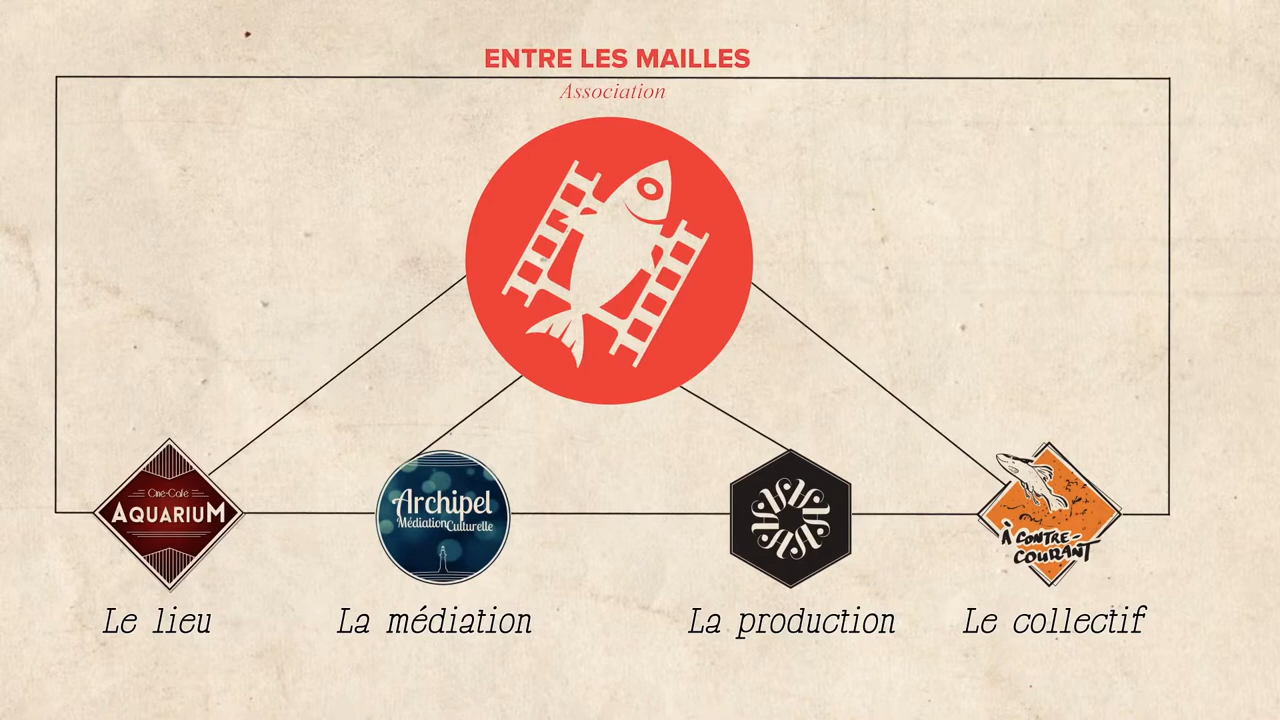 ENTRE LES MAILLES
Association
Ciné-Café
AQUARIUM
Archipel
Médiation Culturelle
À CONTRE-
COURANT
Le lieu
La médiation
La production
Le collectif